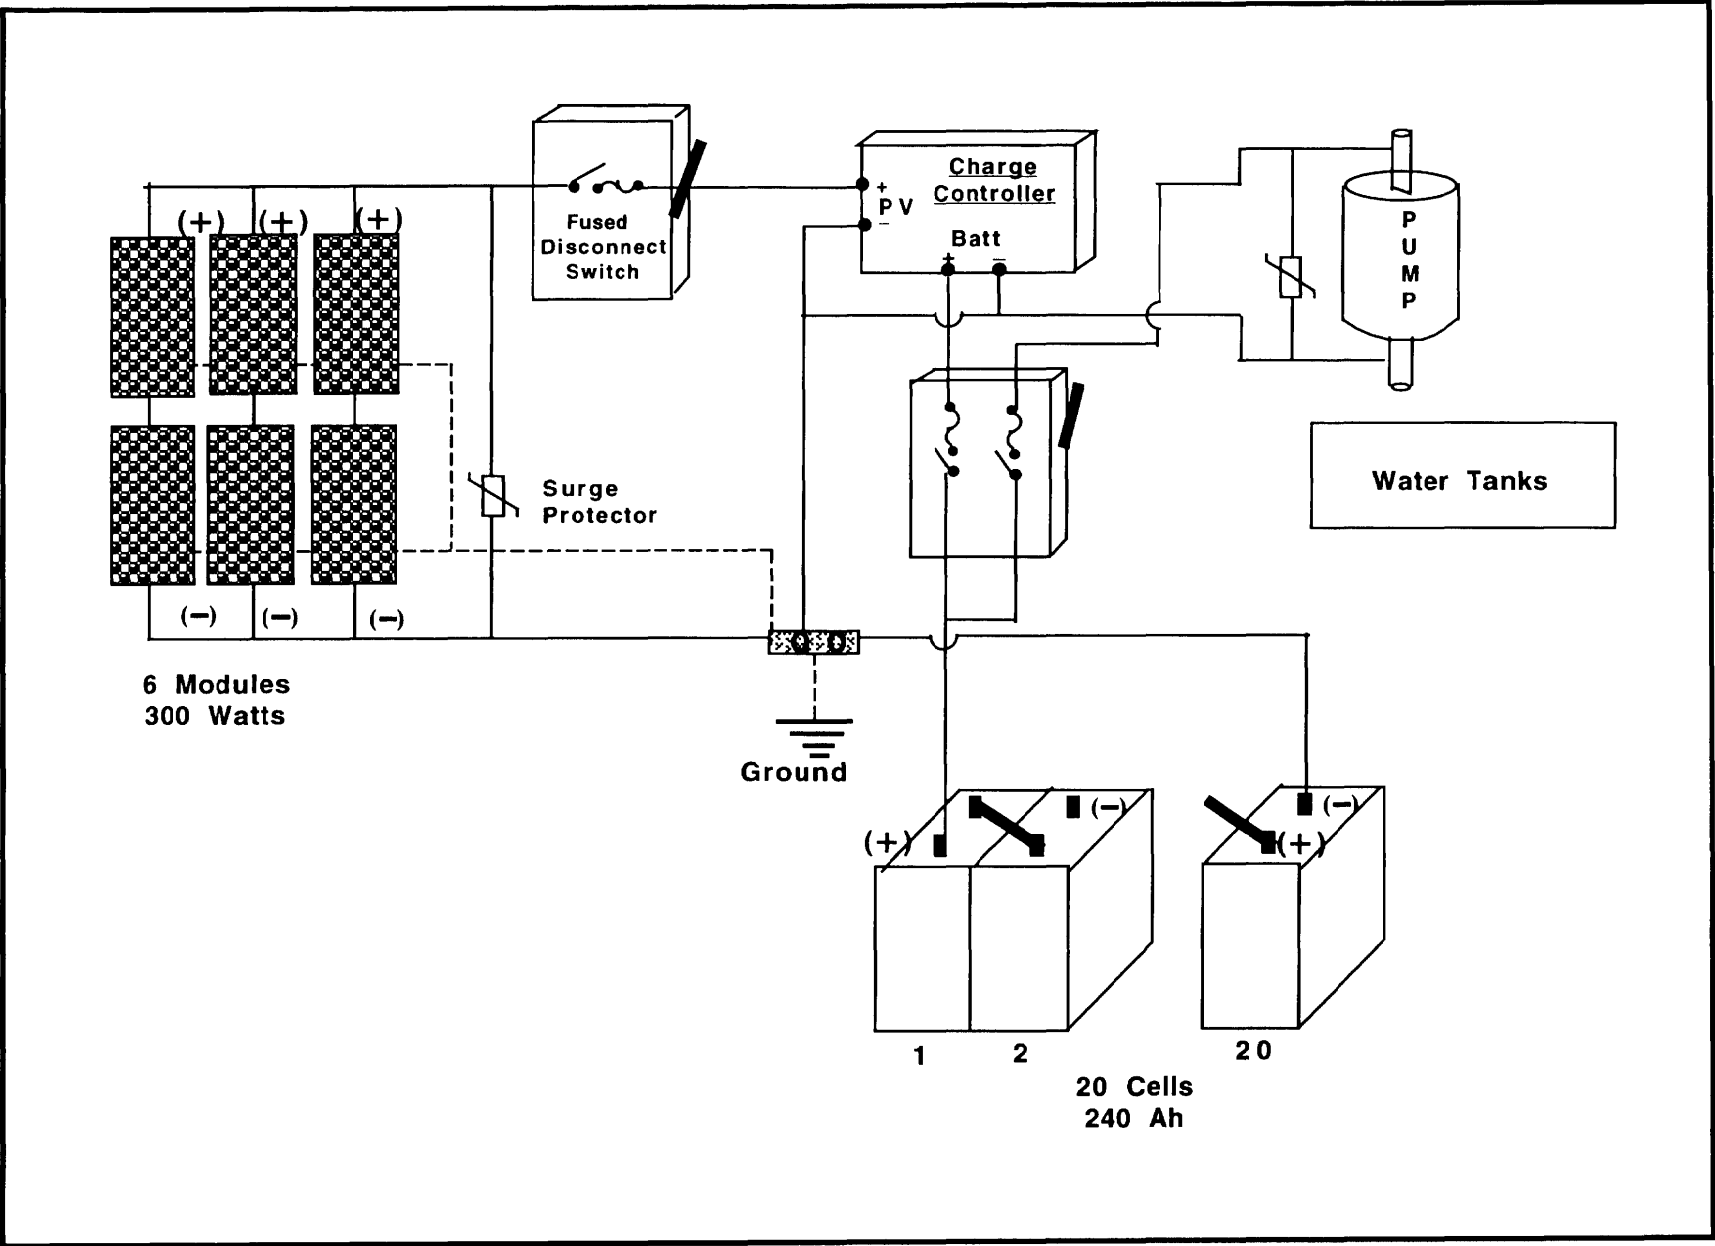 (+) (+) (+)
(−) (−) (−)
6 Modules
300 Watts
Fused
Disconnect
Switch
Surge
Protector
Charge
Controller
+
PV
−
Batt
+ −
PUMP
Water Tanks
Ground
(+) (−)
(+) (−)
1 2 20
20 Cells
240 Ah